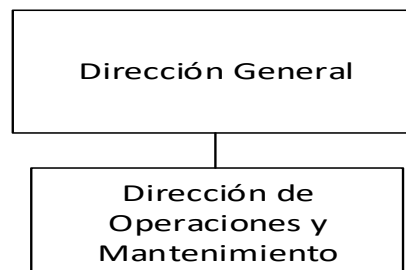 Dirección General
Dirección de
Operaciones y
Mantenimiento